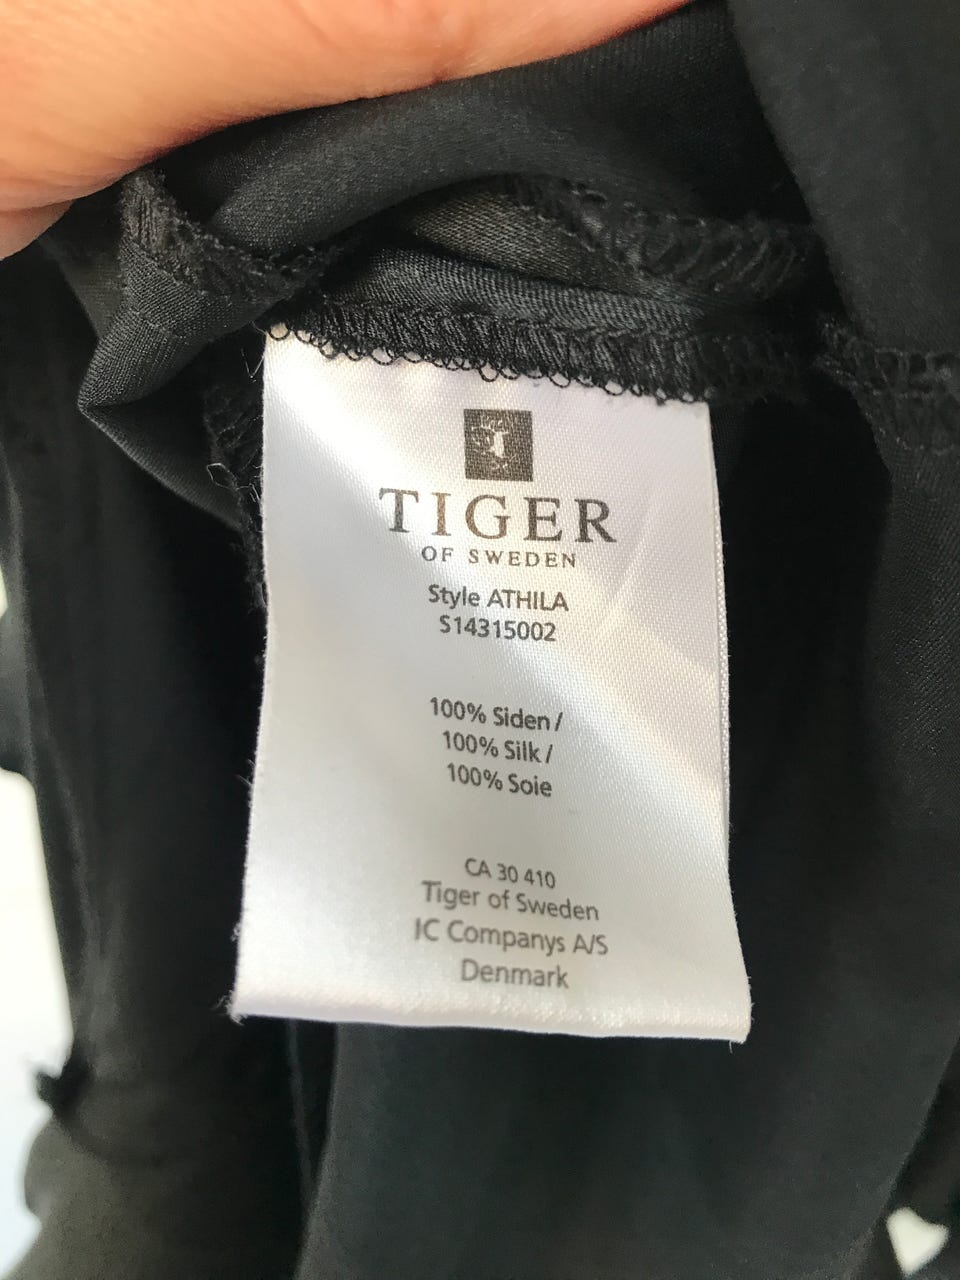 TIGER
OF SWEDEN
Style ATHILA
S14315002
100% Siden /
100% Silk /
100% Soie
CA 30 410
Tiger of Sweden
IC Companys A/S
Denmark